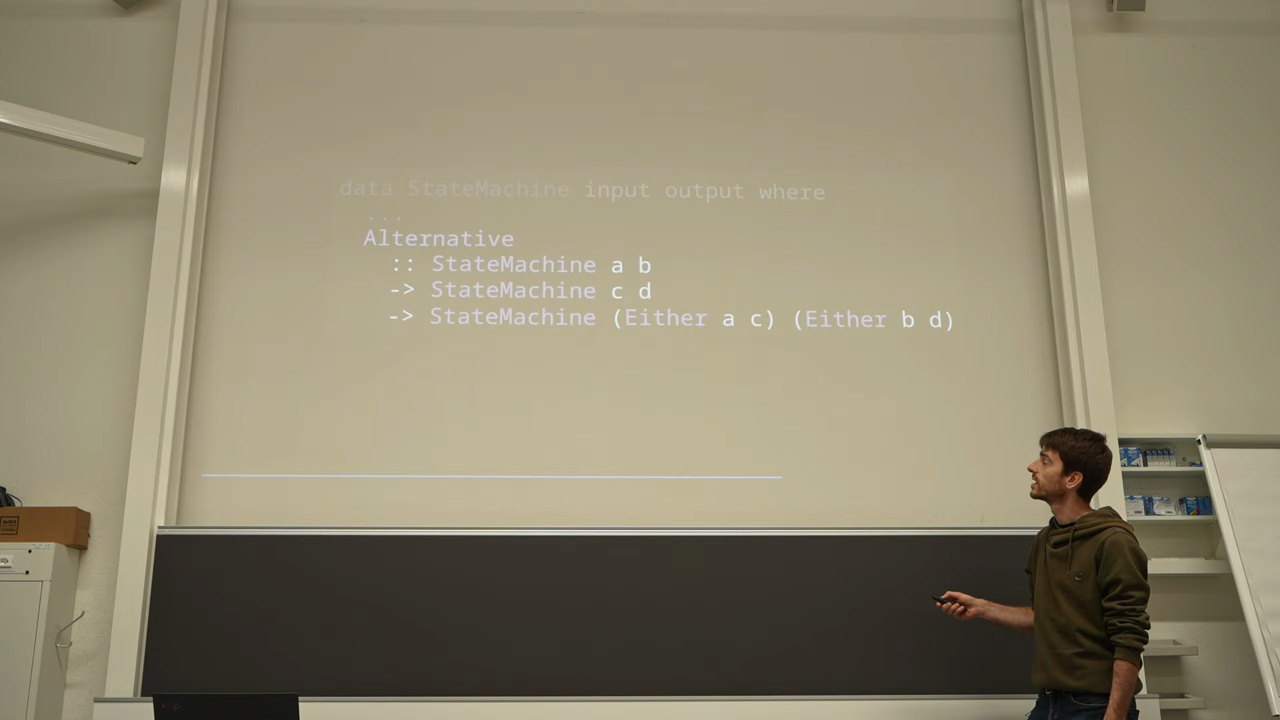 data StateMachine input output where
...
Alternative
:: StateMachine a b
-> StateMachine c d
-> StateMachine (Either a c) (Either b d)